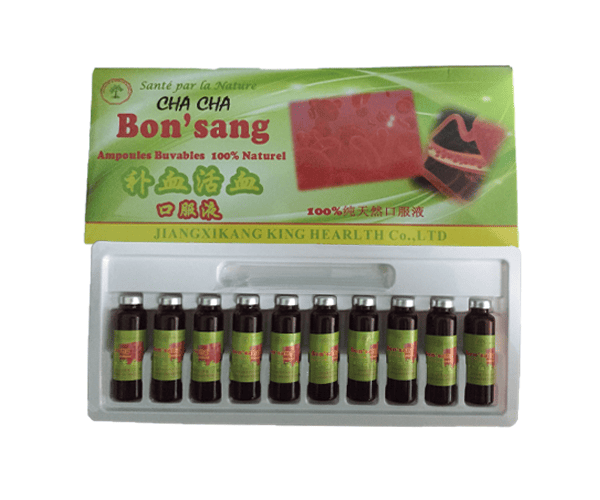 Santé par la Nature
CHA CHA
Bon'sang
Ampoules Buvables 100% Naturel
补血活血
口服液
100%纯天然口服液
JIANGXIKANG KING HEARLTH Co.,LTD